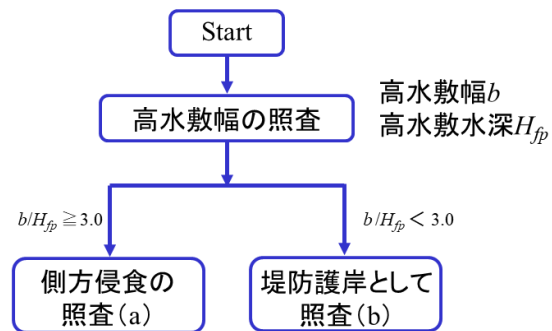 Start
高水敷幅の照査
高水敷幅b
高水敷水深Hfp
b/Hfp≧3.0
b/Hfp＜3.0
側方侵食の
照査(a)
堤防護岸として
照査(b)